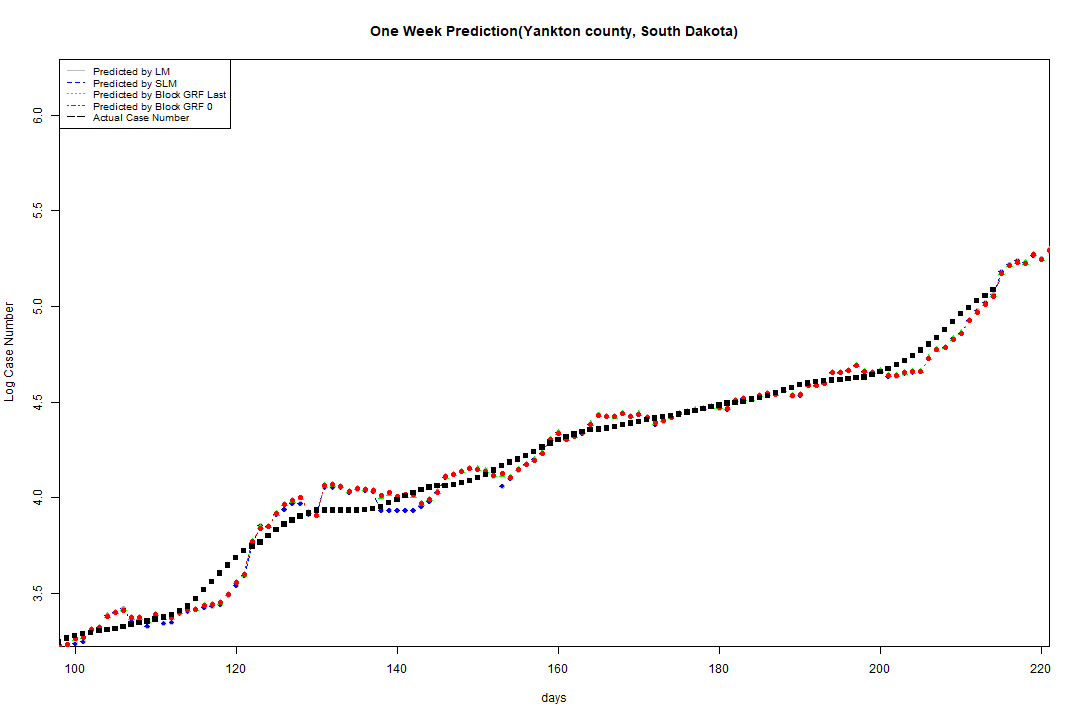 One Week Prediction(Yankton county, South Dakota)
Predicted by LM
Predicted by SLM
Predicted by Block GRF Last
Predicted by Block GRF 0
Actual Case Number
6.0
5.5
5.0
4.5
4.0
3.5
Log Case Number
100 120 140 160 180 200 220
days